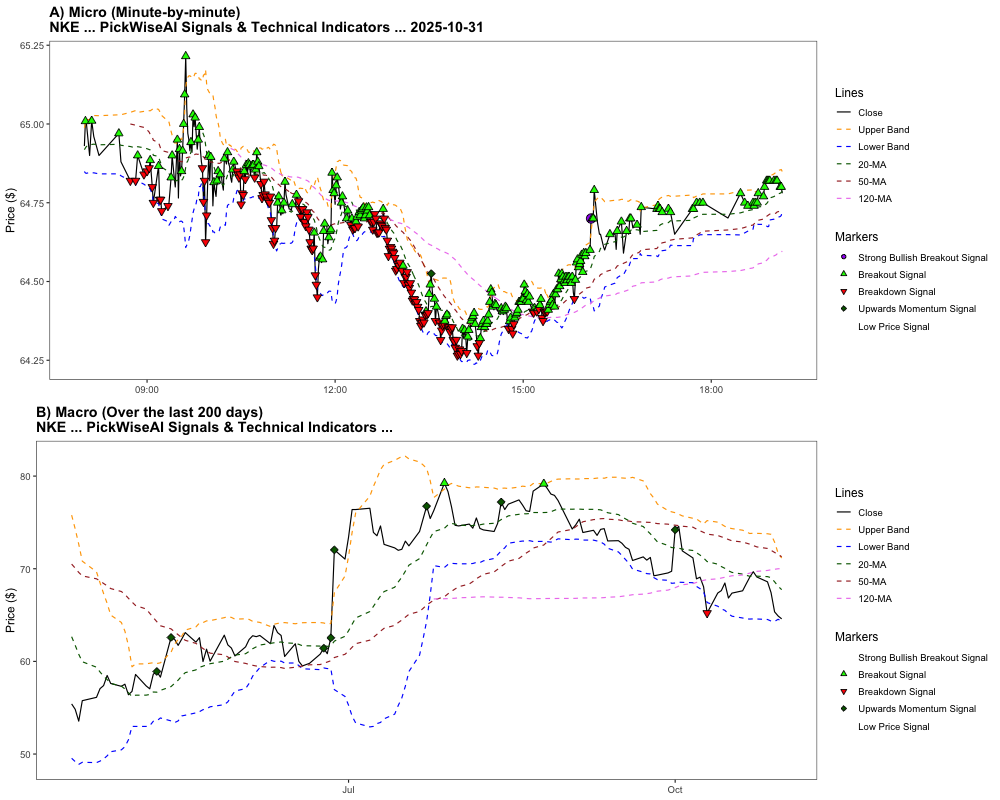 A) Micro (Minute-by-minute)
NKE ... PickWiseAI Signals & Technical Indicators ... 2025-10-31
Price ($)
65.25
65.00
64.75
64.50
64.25
09:00
12:00
15:00
18:00
Lines
Close
Upper Band
Lower Band
20-MA
50-MA
120-MA
Markers
Strong Bullish Breakout Signal
Breakout Signal
Breakdown Signal
Upwards Momentum Signal
Low Price Signal
B) Macro (Over the last 200 days)
NKE ... PickWiseAI Signals & Technical Indicators ...
Price ($)
80
70
60
50
Jul
Oct
Lines
Close
Upper Band
Lower Band
20-MA
50-MA
120-MA
Markers
Strong Bullish Breakout Signal
Breakout Signal
Breakdown Signal
Upwards Momentum Signal
Low Price Signal